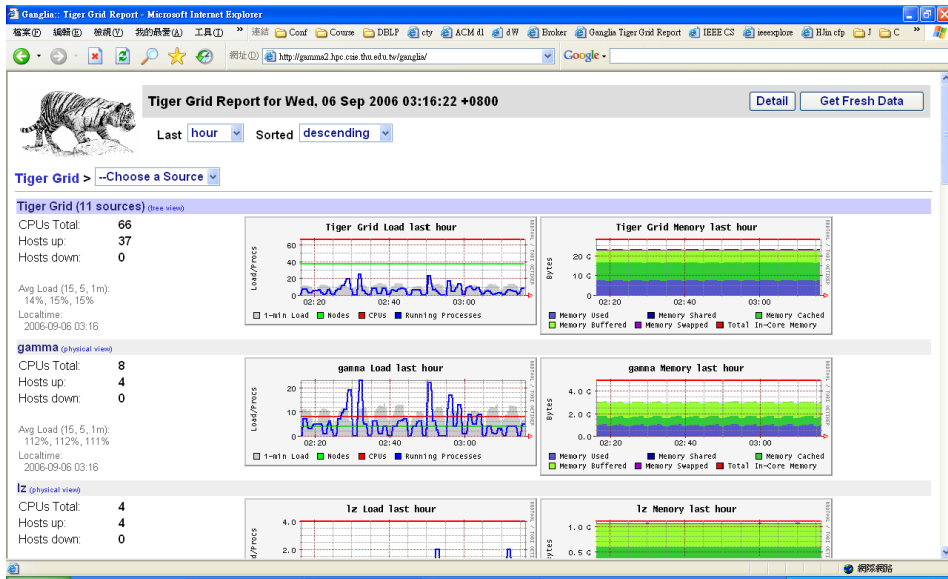 Ganglia:: Tiger Grid Report - Microsoft Internet Explorer
檔案(F) 編輯(E) 檢視(V) 我的最愛(A) 工具(T) » 連結 Conf Course DBLP cty ACM dl dW Broker Ganglia Tiger Grid Report IEEE CS ieeexplore HJin cfp J C »
網址(D) http://gamma2.hpc.csie.thu.edu.tw/ganglia/ Google
Tiger Grid Report for Wed, 06 Sep 2006 03:16:22 +0800 Detail Get Fresh Data
Last hour Sorted descending
Tiger Grid > --Choose a Source
Tiger Grid (11 sources) (tree view)
CPUs Total: 66
Hosts up: 37
Hosts down: 0
Avg Load (15, 5, 1m):
14%, 15%, 15%
Localtime:
2006-09-06 03:16
Tiger Grid Load last hour
Load/Procs
60
40
20
0
02:20 02:40 03:00
1-min Load Nodes CPUs Running Processes
Tiger Grid Memory last hour
Bytes
20 G
10 G
0
02:20 02:40 03:00
Memory Used Memory Shared Memory Cached
Memory Buffered Memory Swapped Total In-Core Memory
gamma (physical view)
CPUs Total: 8
Hosts up: 4
Hosts down: 0
Avg Load (15, 5, 1m):
112%, 112%, 111%
Localtime:
2006-09-06 03:16
gamma Load last hour
Load/Procs
20
10
0
02:20 02:40 03:00
1-min Load Nodes CPUs Running Processes
gamma Memory last hour
Bytes
4.0 G
2.0 G
0.0
02:20 02:40 03:00
Memory Used Memory Shared Memory Cached
Memory Buffered Memory Swapped Total In-Core Memory
lz (physical view)
CPUs Total: 4
Hosts up: 4
Hosts down: 0
lz Load last hour
4.0
2.0
lz Memory last hour
1.0 G
0.5 G
網際網路